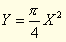 Y = π/4 X²